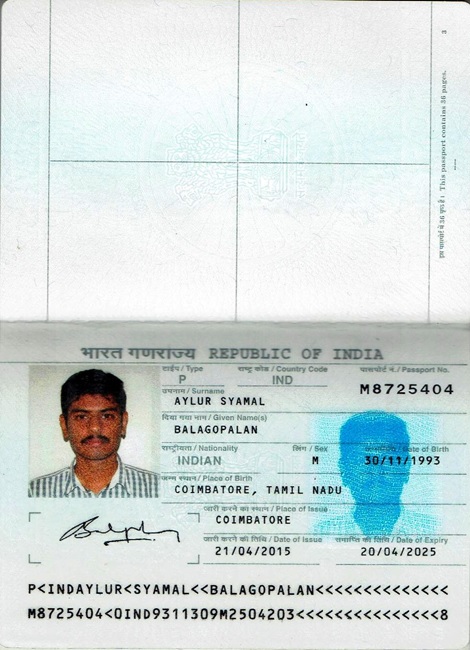 3
इस पासपोर्ट में 36 पृष्ठ हैं। This passport contains 36 pages.
भारत गणराज्य REPUBLIC OF INDIA
टाईप / Type राष्ट्र कोड / Country Code पासपोर्ट नं. / Passport No.
P IND M8725404
उपनाम / Surname
AYLUR SYAMAL
दिया गया नाम / Given Name(s)
BALAGOPALAN
राष्ट्रीयता / Nationality लिंग / Sex जन्मतिथि / Date of Birth
INDIAN M 30/11/1993
जन्म स्थान / Place of Birth
COIMBATORE, TAMIL NADU
जारी करने का स्थान / Place of Issue
COIMBATORE
जारी करने की तिथि / Date of Issue समाप्ति की तिथि / Date of Expiry
21/04/2015 20/04/2025
P<INDAYLUR<SYAMAL<<BALAGOPALAN<<<<<<<<<<<<<<
M8725404<0IND9311309M2504203<<<<<<<<<<<<<<<8